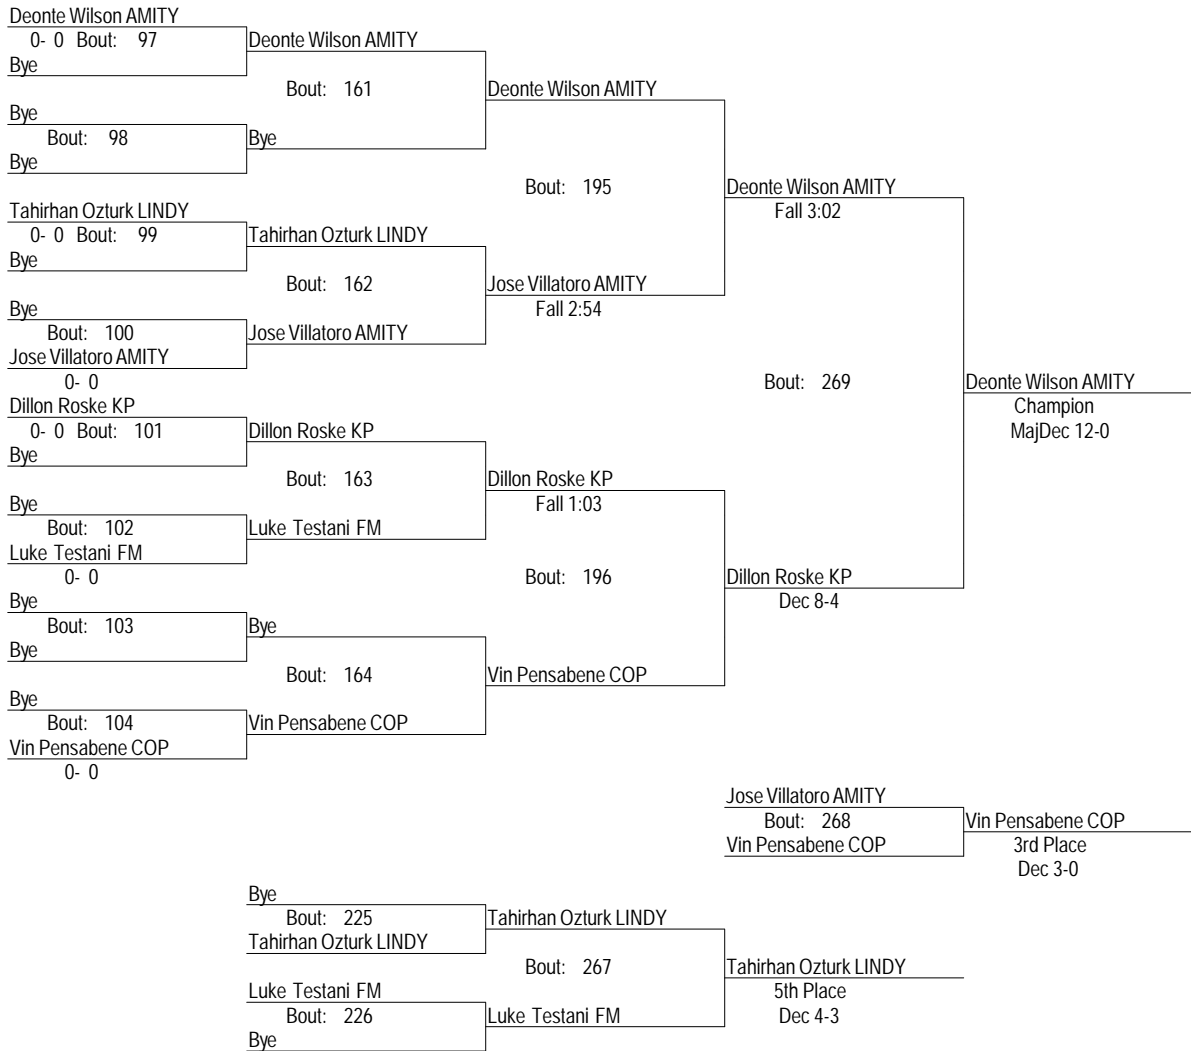 Deonte Wilson AMITY
0- 0 Bout: 97
Bye
Bye
Bout: 98
Bye
Tahirhan Ozturk LINDY
0- 0 Bout: 99
Bye
Bye
Bout: 100
Jose Villatoro AMITY
0- 0
Dillon Roske KP
0- 0 Bout: 101
Bye
Bye
Bout: 102
Luke Testani FM
0- 0
Bye
Bout: 103
Bye
Bye
Bout: 104
Vin Pensabene COP
0- 0
Deonte Wilson AMITY
Bout: 161
Bye
Tahirhan Ozturk LINDY
Bout: 162
Jose Villatoro AMITY
Dillon Roske KP
Bout: 163
Luke Testani FM
Bye
Bout: 164
Vin Pensabene COP
Deonte Wilson AMITY
Bout: 195
Jose Villatoro AMITY
Fall 2:54
Dillon Roske KP
Fall 1:03
Bout: 196
Vin Pensabene COP
Deonte Wilson AMITY
Fall 3:02
Bout: 269
Dillon Roske KP
Dec 8-4
Deonte Wilson AMITY
Champion
MajDec 12-0
Jose Villatoro AMITY
Bout: 268
Vin Pensabene COP
Vin Pensabene COP
3rd Place
Dec 3-0
Bye
Bout: 225
Tahirhan Ozturk LINDY
Luke Testani FM
Bout: 226
Bye
Tahirhan Ozturk LINDY
Bout: 267
Luke Testani FM
Tahirhan Ozturk LINDY
5th Place
Dec 4-3